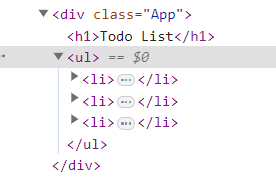 <div class="App">
<h1>Todo List</h1>
<ul> == $0
<li>…</li>
<li>…</li>
<li>…</li>
</ul>
</div>